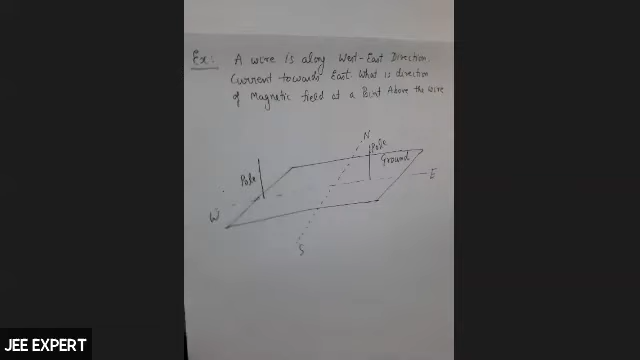 Ex:  A wire is along West-East Direction.
Current towards East. What is direction
of Magnetic field at a Point Above the wire
N
Pole
Ground
Pole
E
W
S
JEE EXPERT